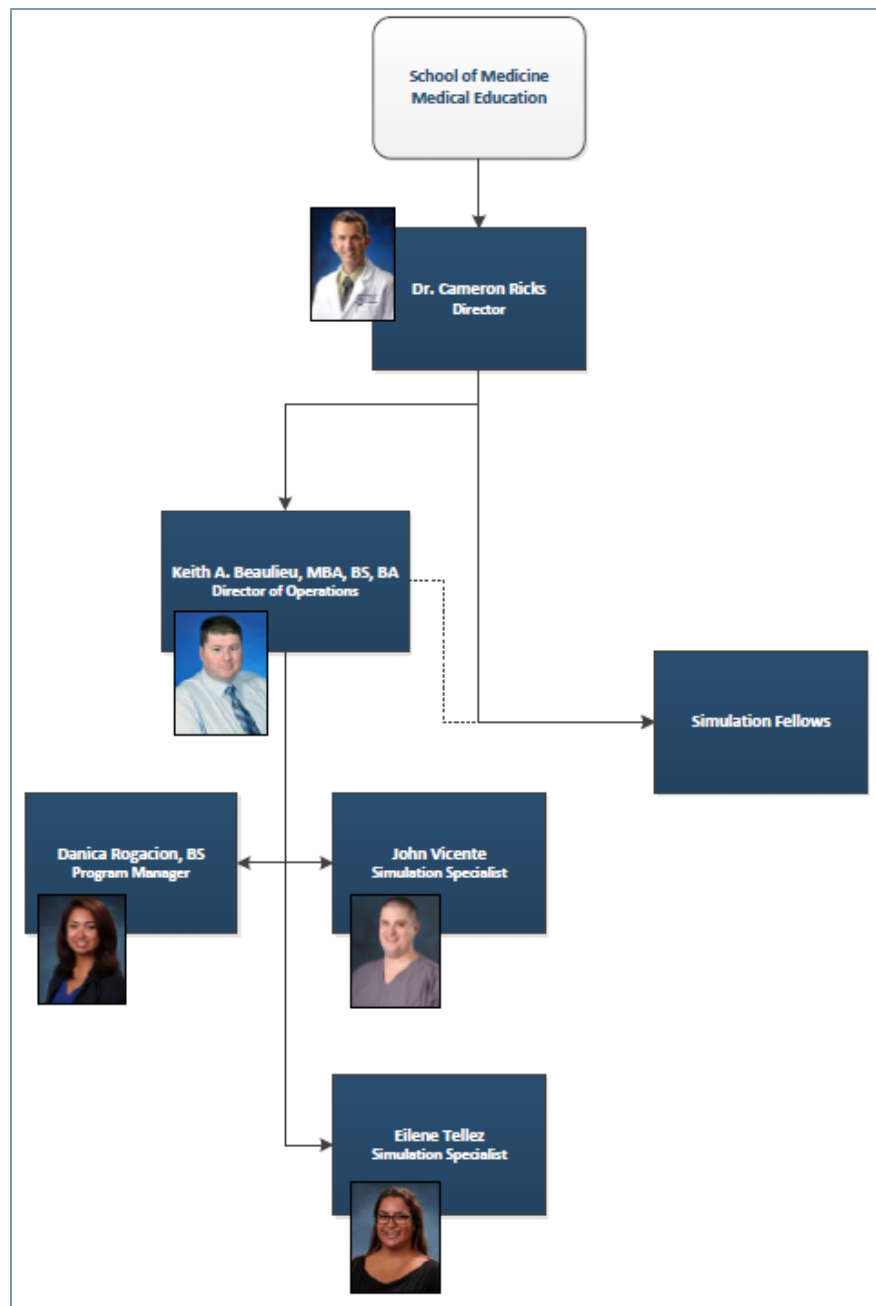 School of Medicine
Medical Education
Dr. Cameron Ricks
Director
Keith A. Beaulieu, MBA, BS, BA
Director of Operations
Simulation Fellows
Danica Rogacion, BS
Program Manager
John Vicente
Simulation Specialist
Eilene Tellez
Simulation Specialist